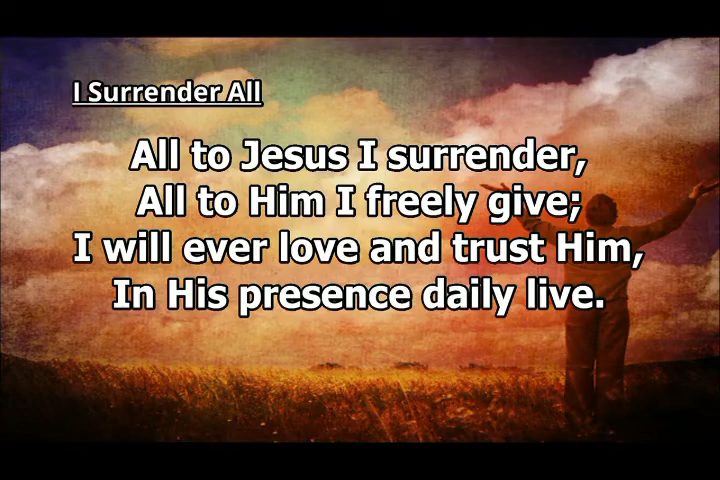 I Surrender All
All to Jesus I surrender,
All to Him I freely give;
I will ever love and trust Him,
In His presence daily live.